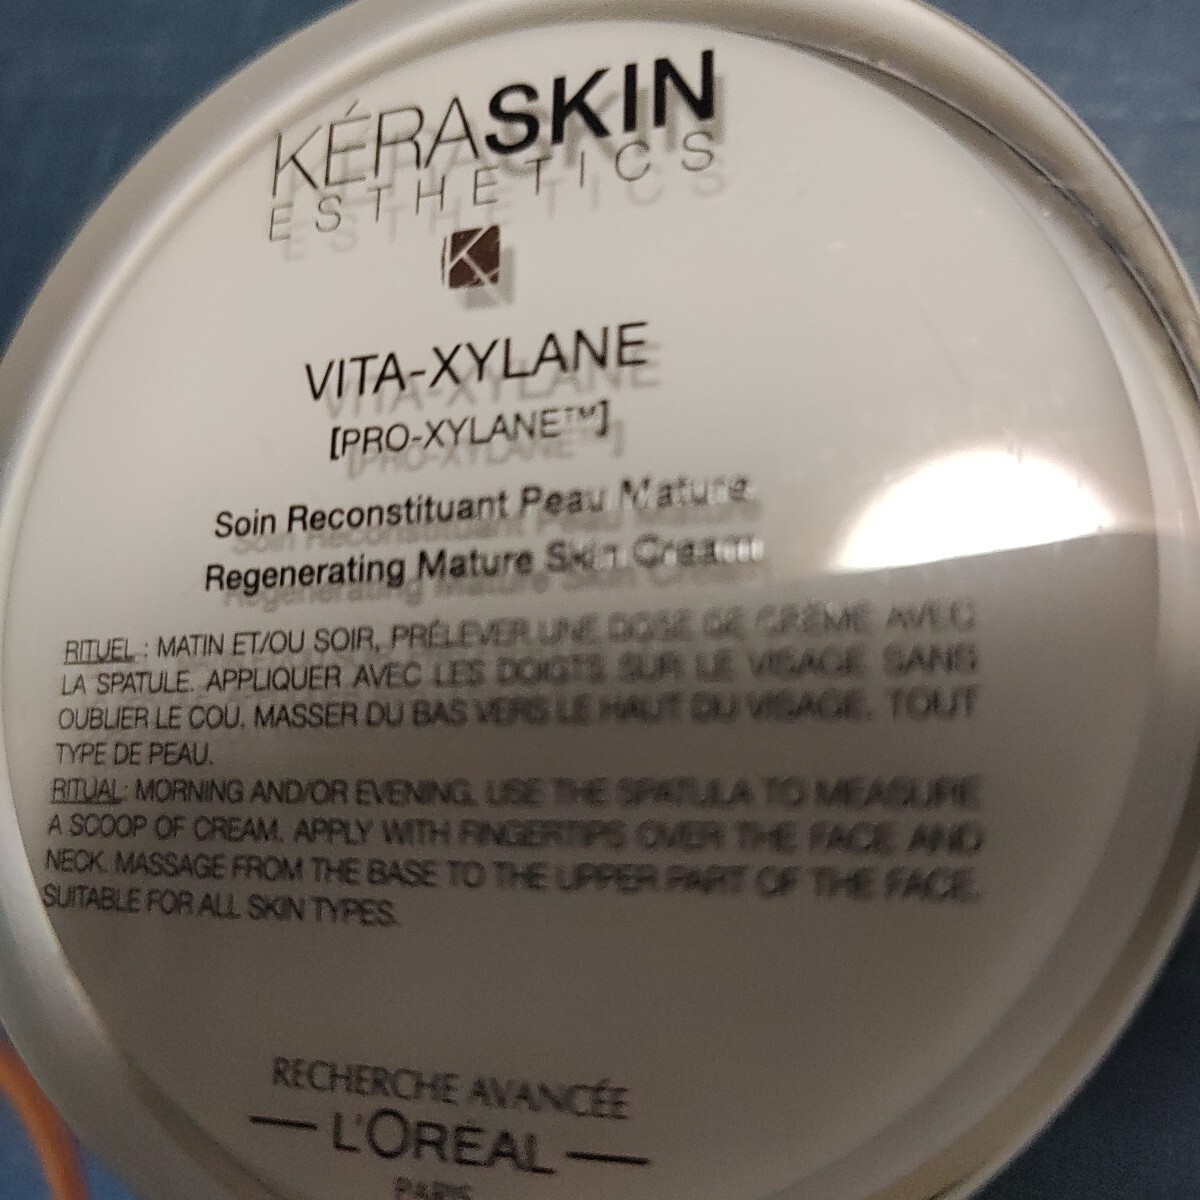 KÉRASKIN
ESTHETICS
K
VITA-XYLANE
[PRO-XYLANE™]
Soin Reconstituant Peau Mature
Regenerating Mature Skin Cream
RITUEL : MATIN ET/OU SOIR, PRÉLEVER UNE DOSE DE CRÈME AVEC
LA SPATULE. APPLIQUER AVEC LES DOIGTS SUR LE VISAGE SANS
OUBLIER LE COU. MASSER DU BAS VERS LE HAUT DU VISAGE. TOUT
TYPE DE PEAU.
RITUAL: MORNING AND/OR EVENING. USE THE SPATULA TO MEASURE
A SCOOP OF CREAM. APPLY WITH FINGERTIPS OVER THE FACE AND
NECK. MASSAGE FROM THE BASE TO THE UPPER PART OF THE FACE.
SUITABLE FOR ALL SKIN TYPES.
RECHERCHE AVANCÉE
L'ORÉAL
PARIS